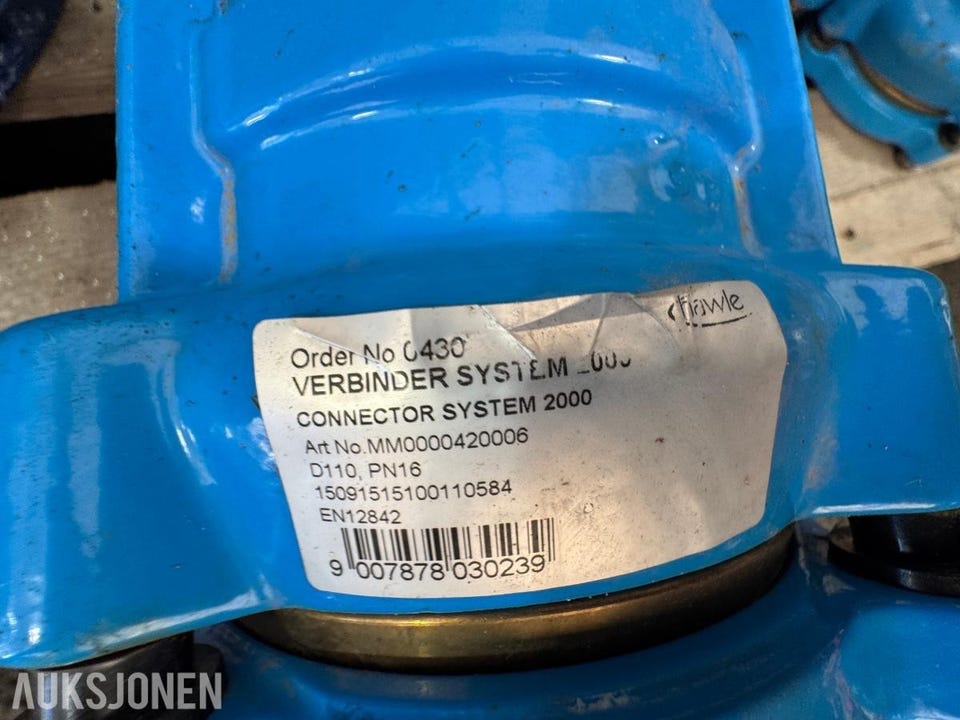 hawle
Order No 0430
VERBINDER SYSTEM 2000
CONNECTOR SYSTEM 2000
Art No.MM0000420006
D110, PN16
15091515100110584
EN12842
9 007878 030239
AUKSJONEN